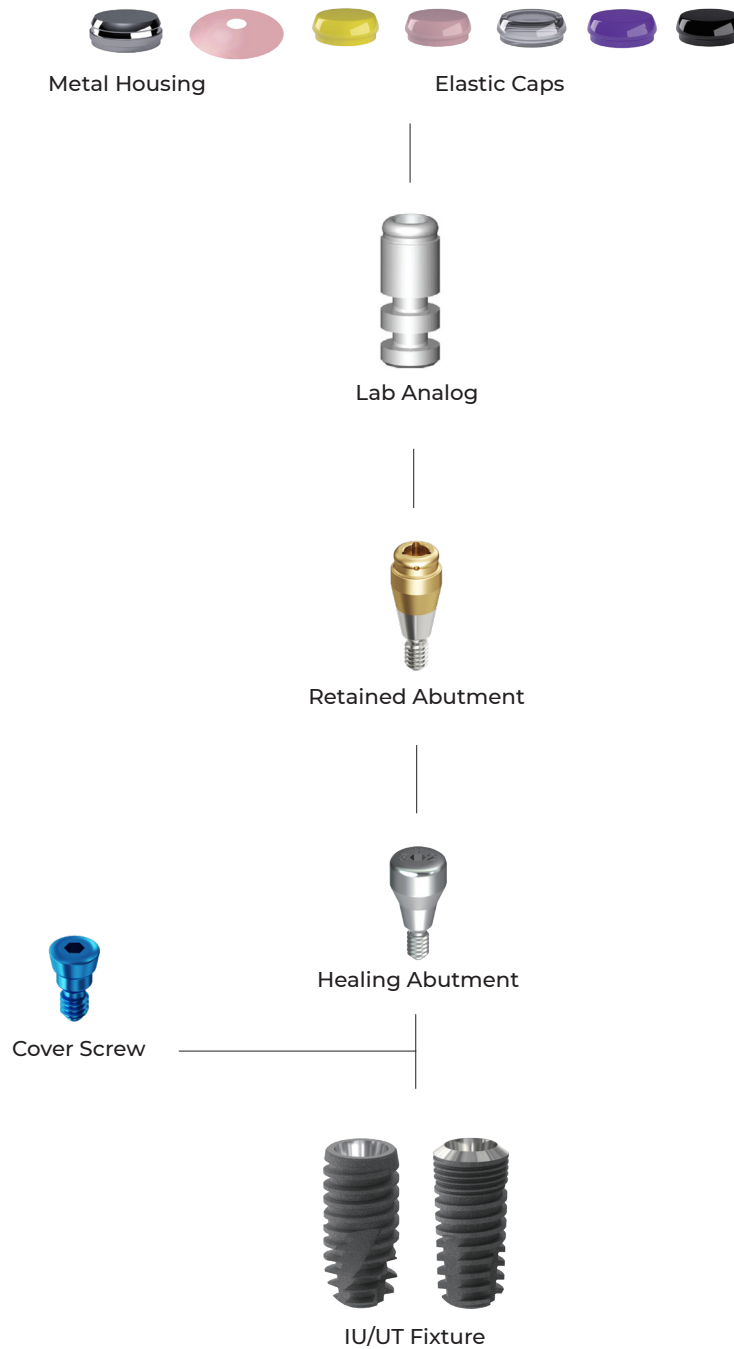 Metal Housing
Elastic Caps
Lab Analog
Retained Abutment
Healing Abutment
Cover Screw
IU/UT Fixture